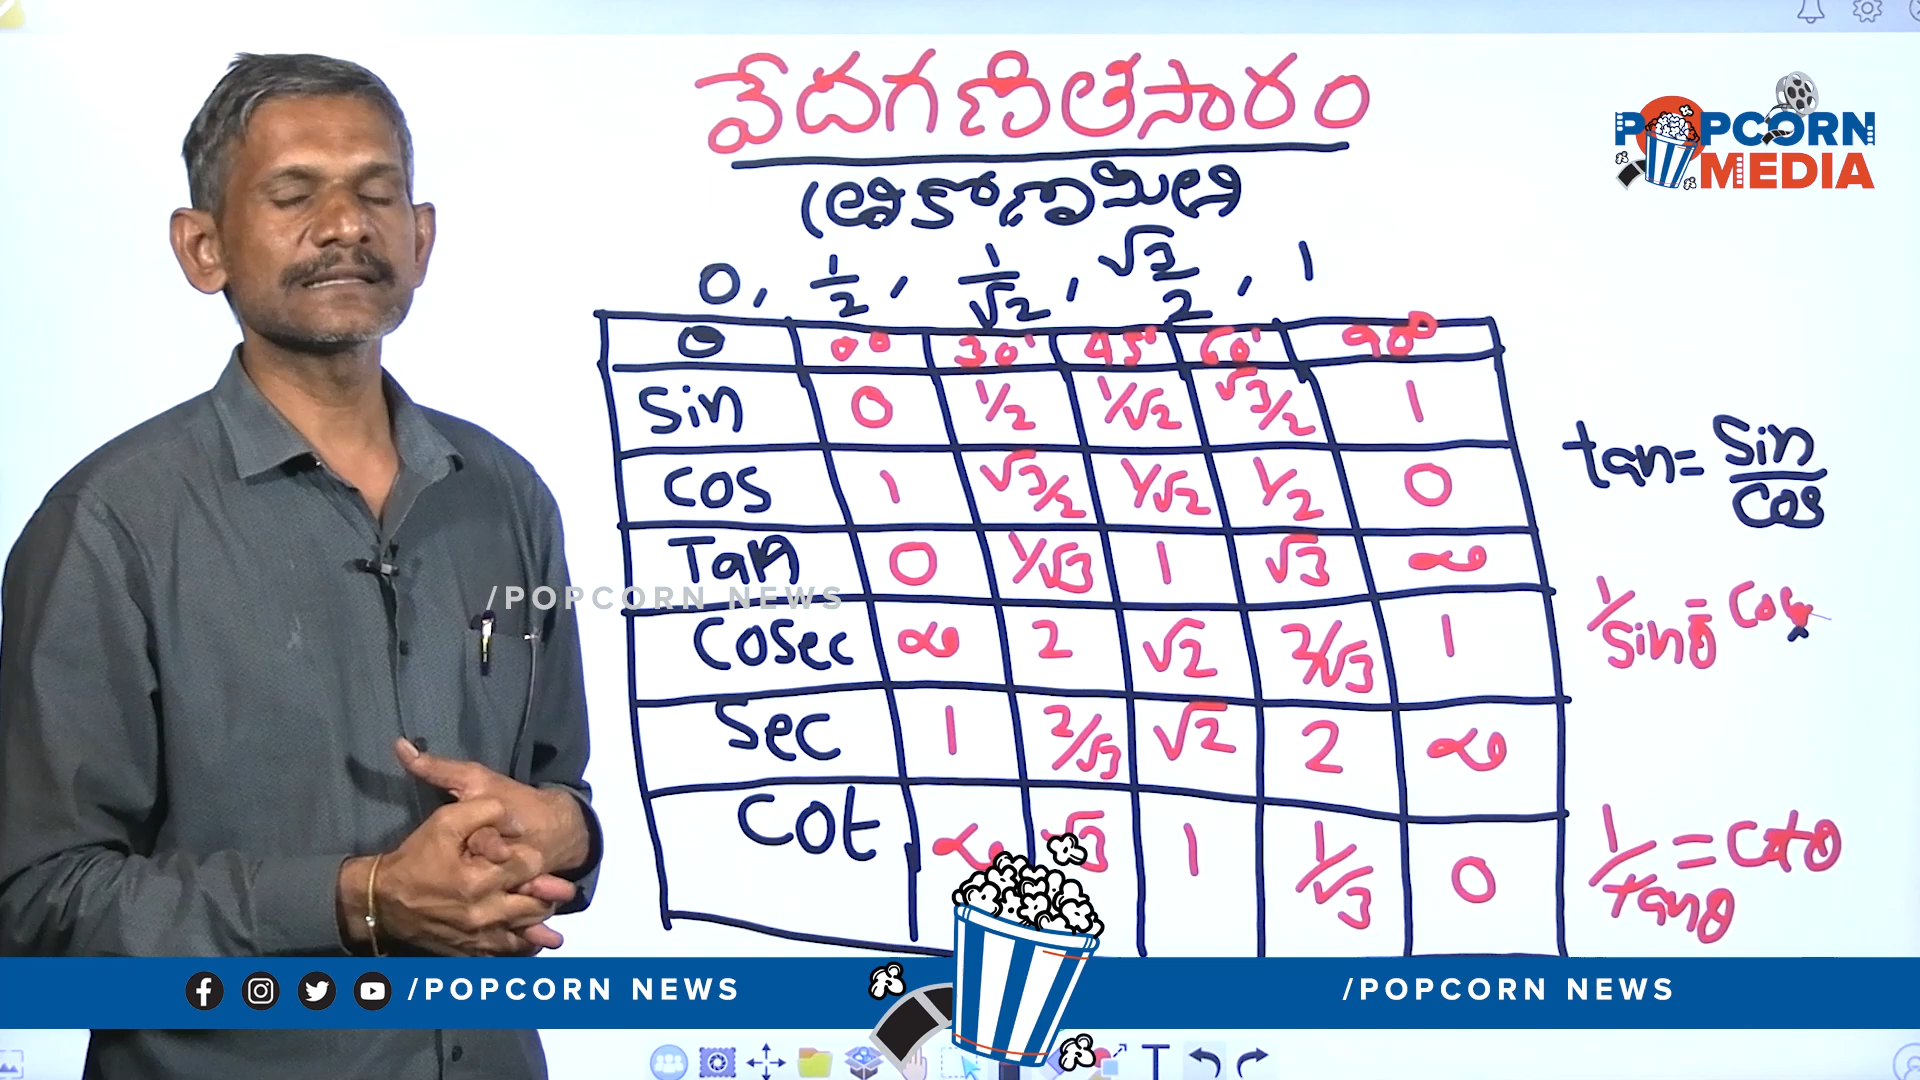 వేదగణితసారం
POPCORN
MEDIA
(త్రికోణామితి
0, 1/2, 1/√2, √3/2, 1
θ 0° 30° 45° 60° 90°
Sin 0 1/2 1/√2 √3/2 1
Cos 1 √3/2 1/√2 1/2 0
Tan 0 1/√3 1 √3 ∞
Cosec ∞ 2 √2 2/√3 1
Sec 1 2/√3 √2 2 ∞
Cot ∞ √3 1 1/√3 0
tan = Sin/Cos
1/Sinθ =
1/tanθ = Cotθ
/POPCORN NEWS
/POPCORN NEWS
/POPCORN NEWS